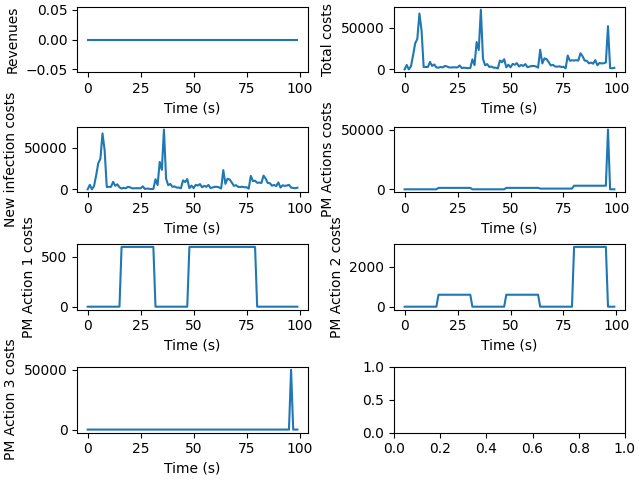 Revenues
0.05
0.00
−0.05
0 25 50 75 100
Time (s)
Total costs
50000
0
0 25 50 75 100
Time (s)
New infection costs
50000
0
0 25 50 75 100
Time (s)
PM Actions costs
50000
0
0 25 50 75 100
Time (s)
PM Action 1 costs
500
0
0 25 50 75 100
Time (s)
PM Action 2 costs
2000
0
0 25 50 75 100
Time (s)
PM Action 3 costs
50000
0
0 25 50 75 100
Time (s)
1.0
0.5
0.0
0.0 0.2 0.4 0.6 0.8 1.0